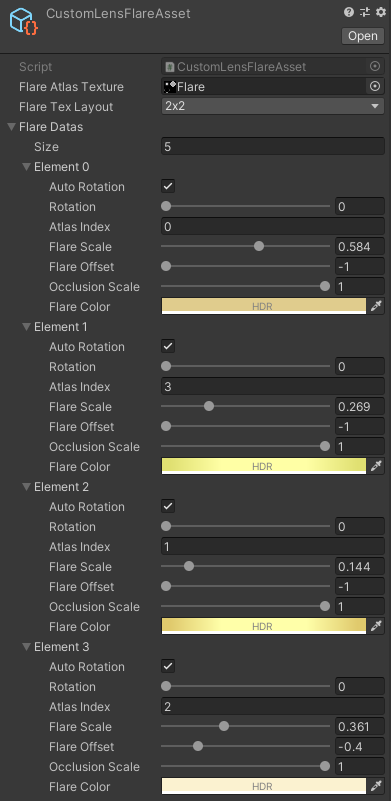 CustomLensFlareAsset
Open
Script CustomLensFlareAsset
Flare Atlas Texture Flare
Flare Tex Layout 2x2
Flare Datas
Size 5
Element 0
Auto Rotation
Rotation 0
Atlas Index 0
Flare Scale 0.584
Flare Offset -1
Occlusion Scale 1
Flare Color HDR
Element 1
Auto Rotation
Rotation 0
Atlas Index 3
Flare Scale 0.269
Flare Offset -1
Occlusion Scale 1
Flare Color HDR
Element 2
Auto Rotation
Rotation 0
Atlas Index 1
Flare Scale 0.144
Flare Offset -1
Occlusion Scale 1
Flare Color HDR
Element 3
Auto Rotation
Rotation 0
Atlas Index 2
Flare Scale 0.361
Flare Offset -0.4
Occlusion Scale 1
Flare Color HDR